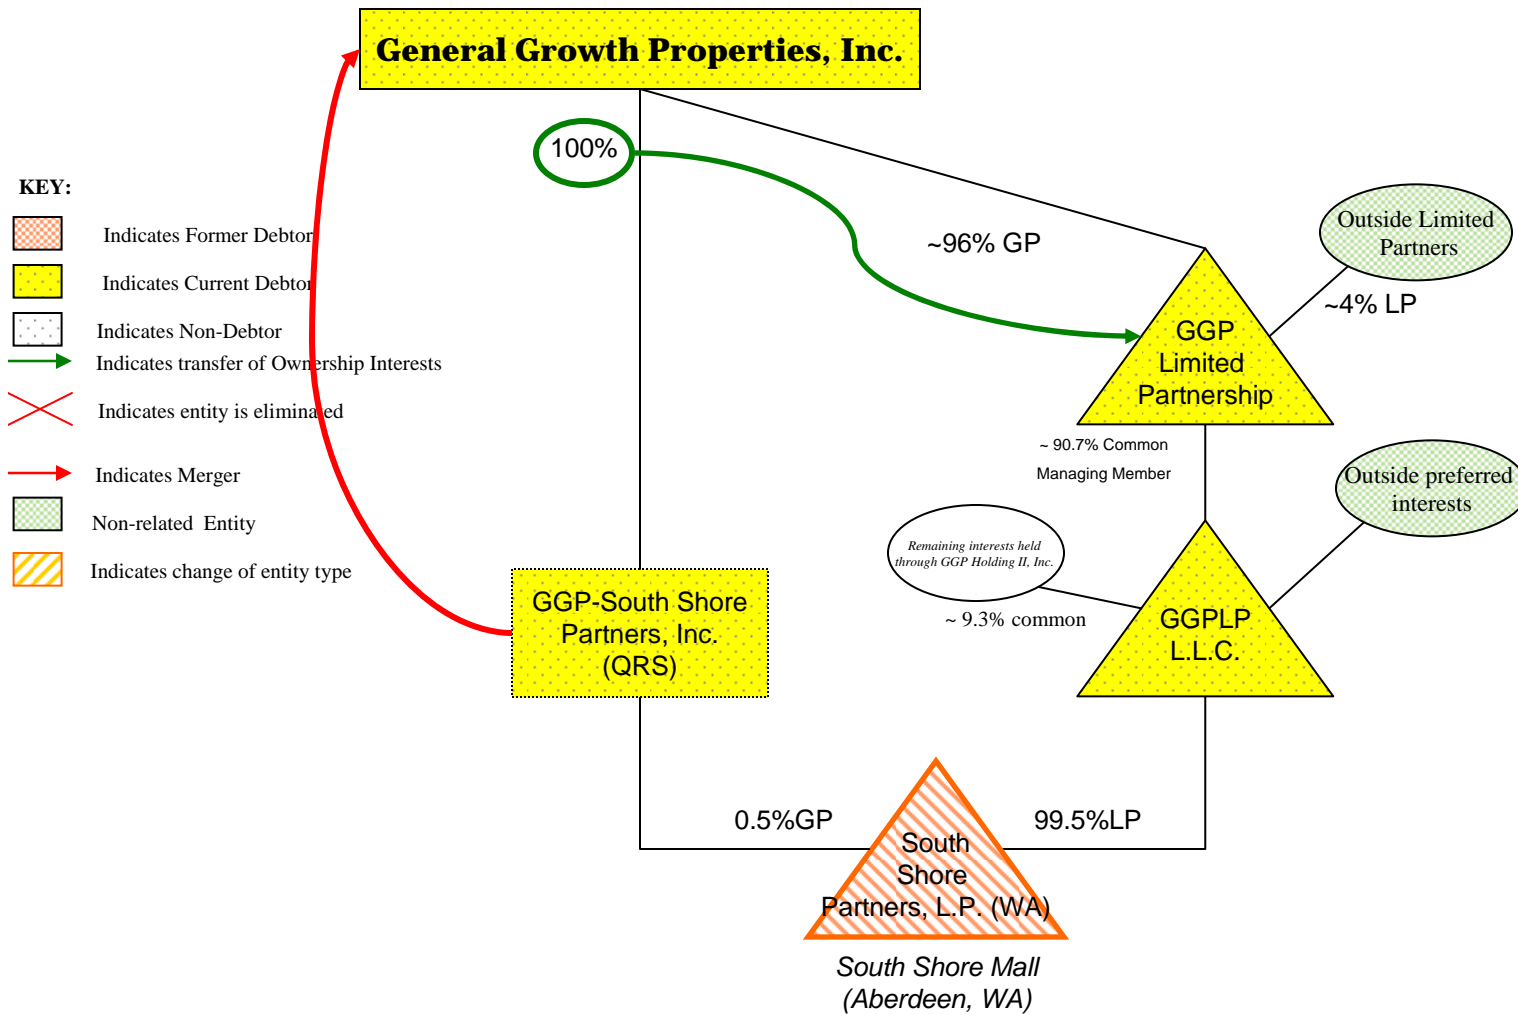 General Growth Properties, Inc.
100%
KEY:
Indicates Former Debtor
Indicates Current Debtor
Indicates Non-Debtor
Indicates transfer of Ownership Interests
Indicates entity is eliminated
Indicates Merger
Non-related Entity
Indicates change of entity type
~96% GP
Outside Limited
Partners
~4% LP
GGP
Limited
Partnership
~ 90.7% Common
Managing Member
Outside preferred
interests
Remaining interests held
through GGP Holding II, Inc.
~ 9.3% common
GGPLP
L.L.C.
GGP-South Shore
Partners, Inc.
(QRS)
0.5%GP
99.5%LP
South
Shore
Partners, L.P. (WA)
South Shore Mall
(Aberdeen, WA)